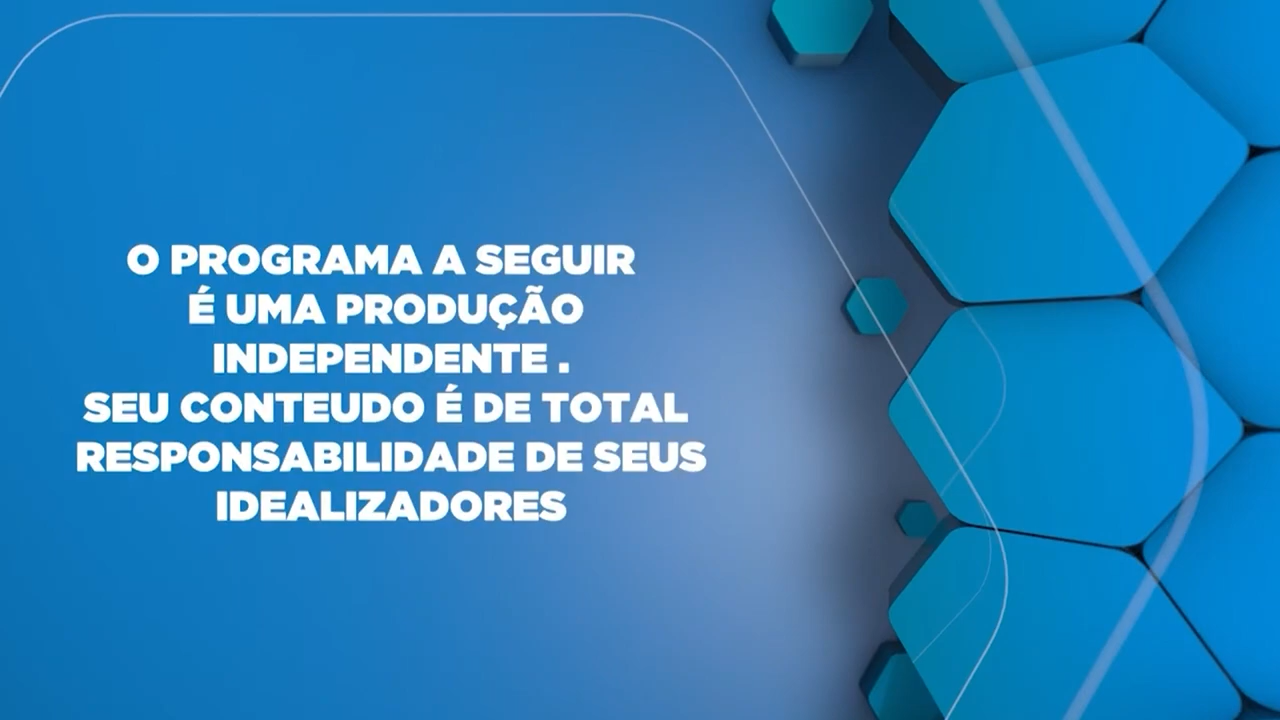 O PROGRAMA A SEGUIR
É UMA PRODUÇÃO
INDEPENDENTE .
SEU CONTEUDO É DE TOTAL
RESPONSABILIDADE DE SEUS
IDEALIZADORES